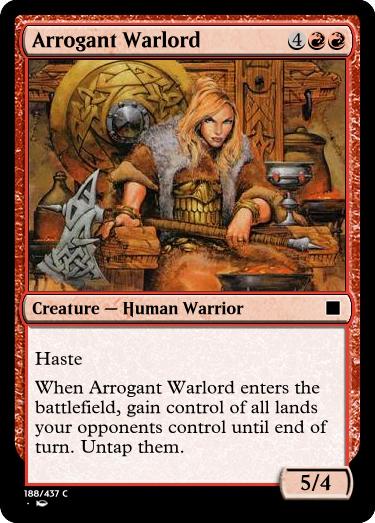 Arrogant Warlord 4
Creature — Human Warrior
Haste
When Arrogant Warlord enters the
battlefield, gain control of all lands
your opponents control until end of
turn. Untap them.
5/4
188/437 C